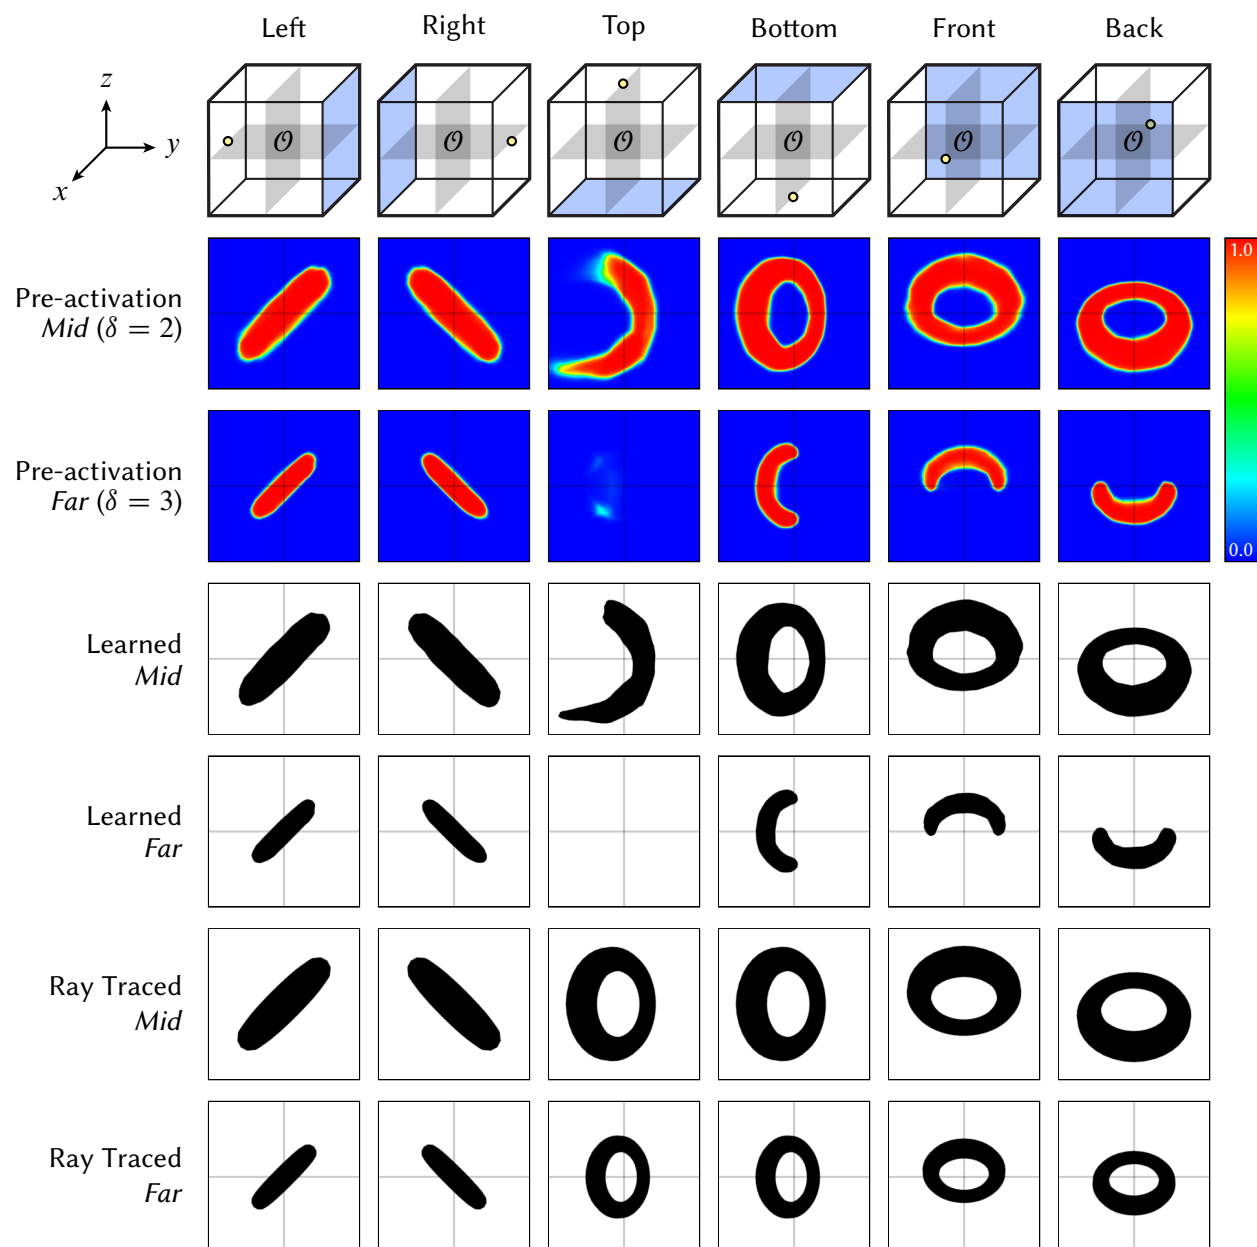 Left Right Top Bottom Front Back
z
y
x
𝒪 𝒪 𝒪 𝒪 𝒪 𝒪
Pre-activation
Mid (δ = 2)
1.0
Pre-activation
Far (δ = 3)
0.0
Learned
Mid
Learned
Far
Ray Traced
Mid
Ray Traced
Far